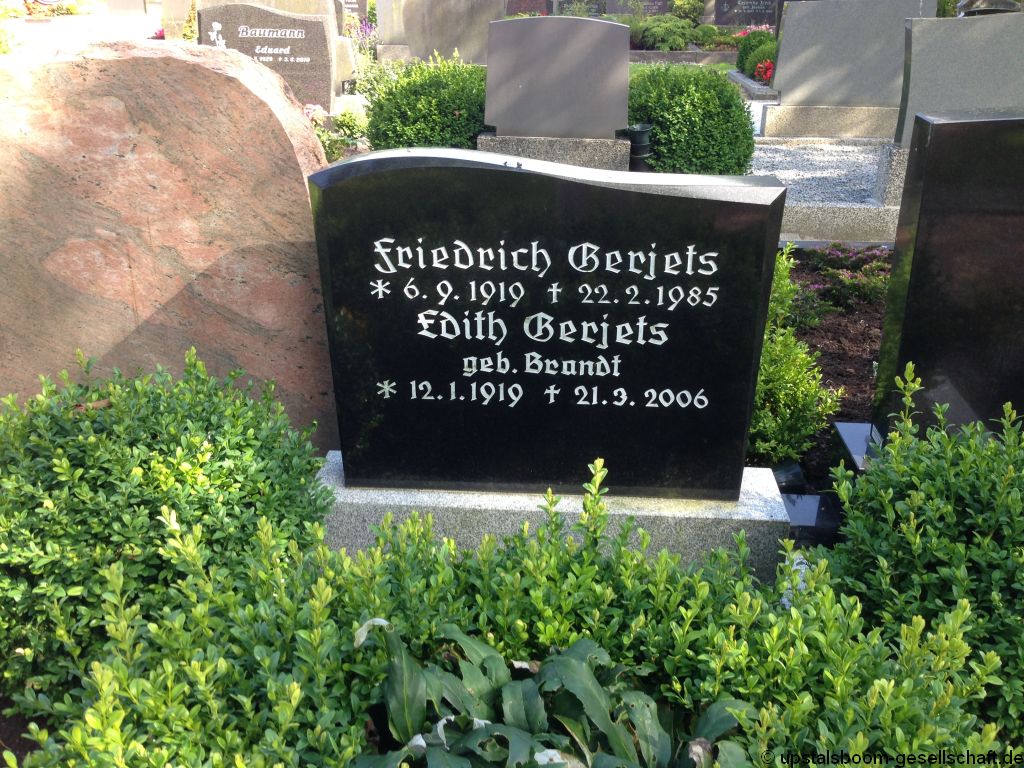 Baumann
Eduard
Friedrich Gerjets
* 6. 9. 1919 † 22. 2. 1985
Edith Gerjets
geb. Brandt
* 12. 1. 1919 † 21. 3. 2006
© upstalsboom-gesellschaft.de